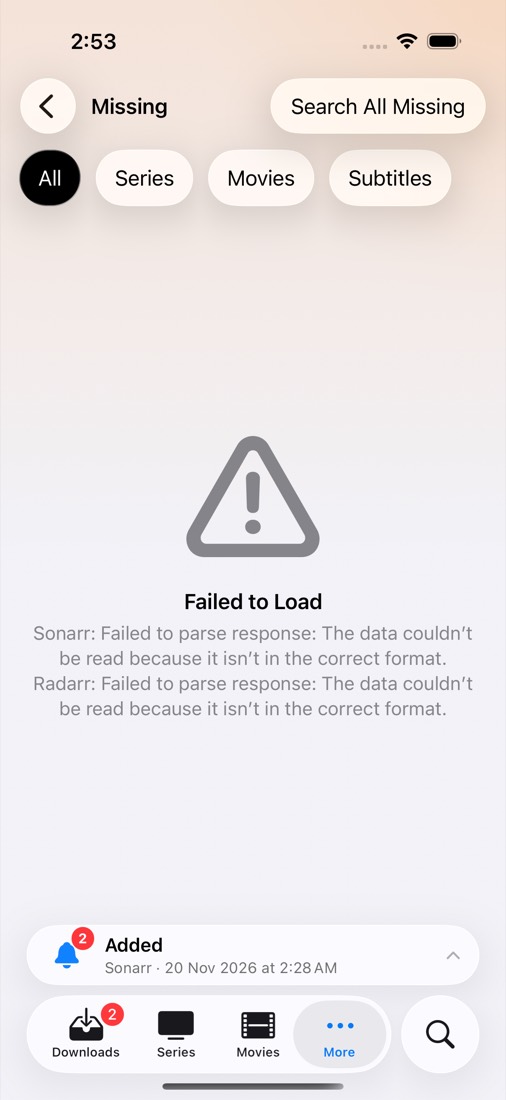 2:53
Missing
Search All Missing
All
Series
Movies
Subtitles
Failed to Load
Sonarr: Failed to parse response: The data couldn’t
be read because it isn’t in the correct format.
Radarr: Failed to parse response: The data couldn’t
be read because it isn’t in the correct format.
2
Added
Sonarr · 20 Nov 2026 at 2:28 AM
2
Downloads
Series
Movies
More